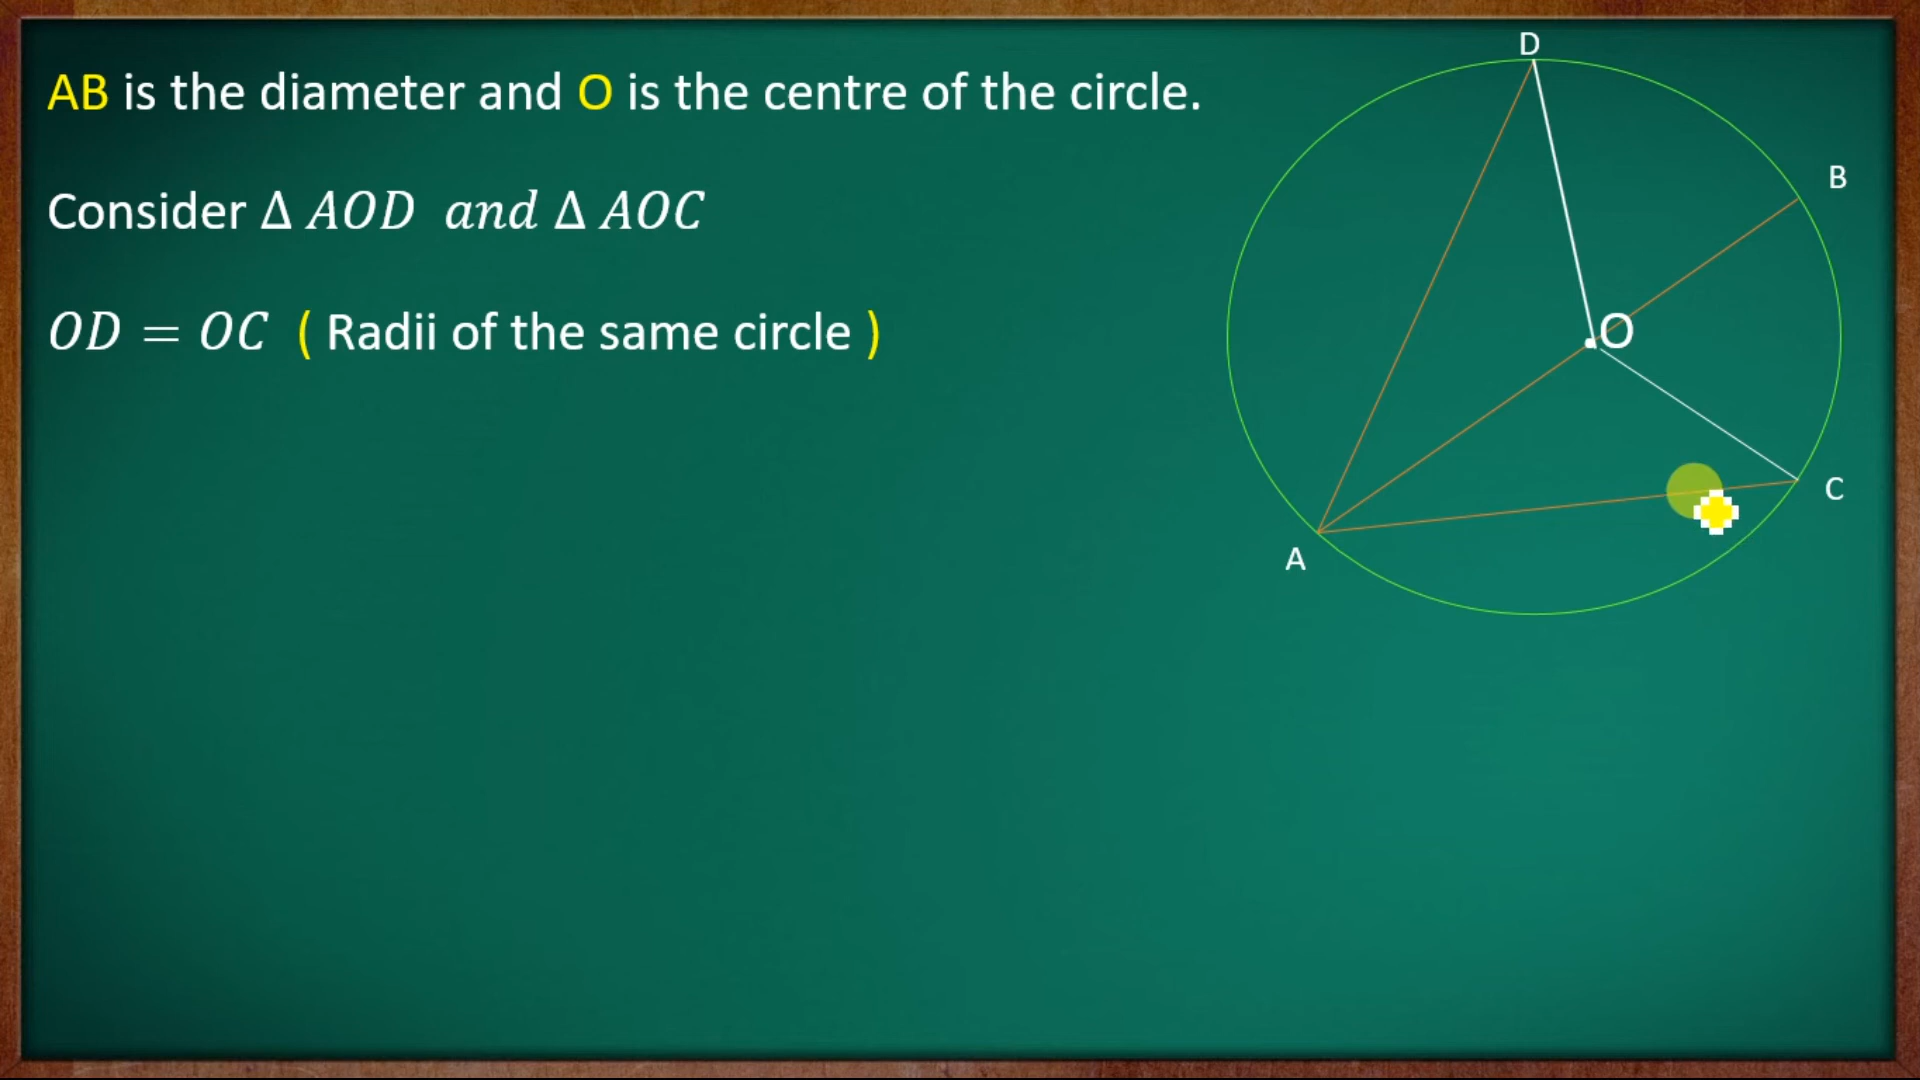 AB is the diameter and O is the centre of the circle.
Consider Δ AOD and Δ AOC
OD = OC ( Radii of the same circle )
D
B
O
C
A